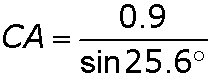 CA = 0.9 / sin 25.6°